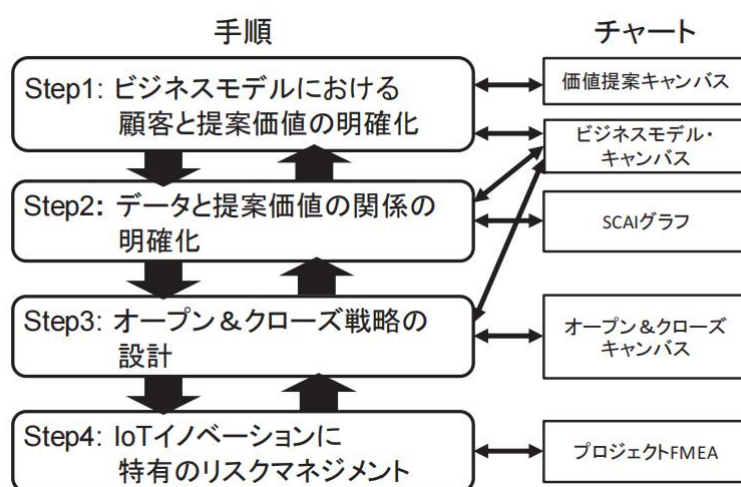 手順
Step1: ビジネスモデルにおける
顧客と提案価値の明確化
Step2: データと提案価値の関係の
明確化
Step3: オープン＆クローズ戦略の
設計
Step4: IoTイノベーションに
特有のリスクマネジメント
チャート
価値提案キャンバス
ビジネスモデル・
キャンバス
SCAIグラフ
オープン＆クローズ
キャンバス
プロジェクトFMEA